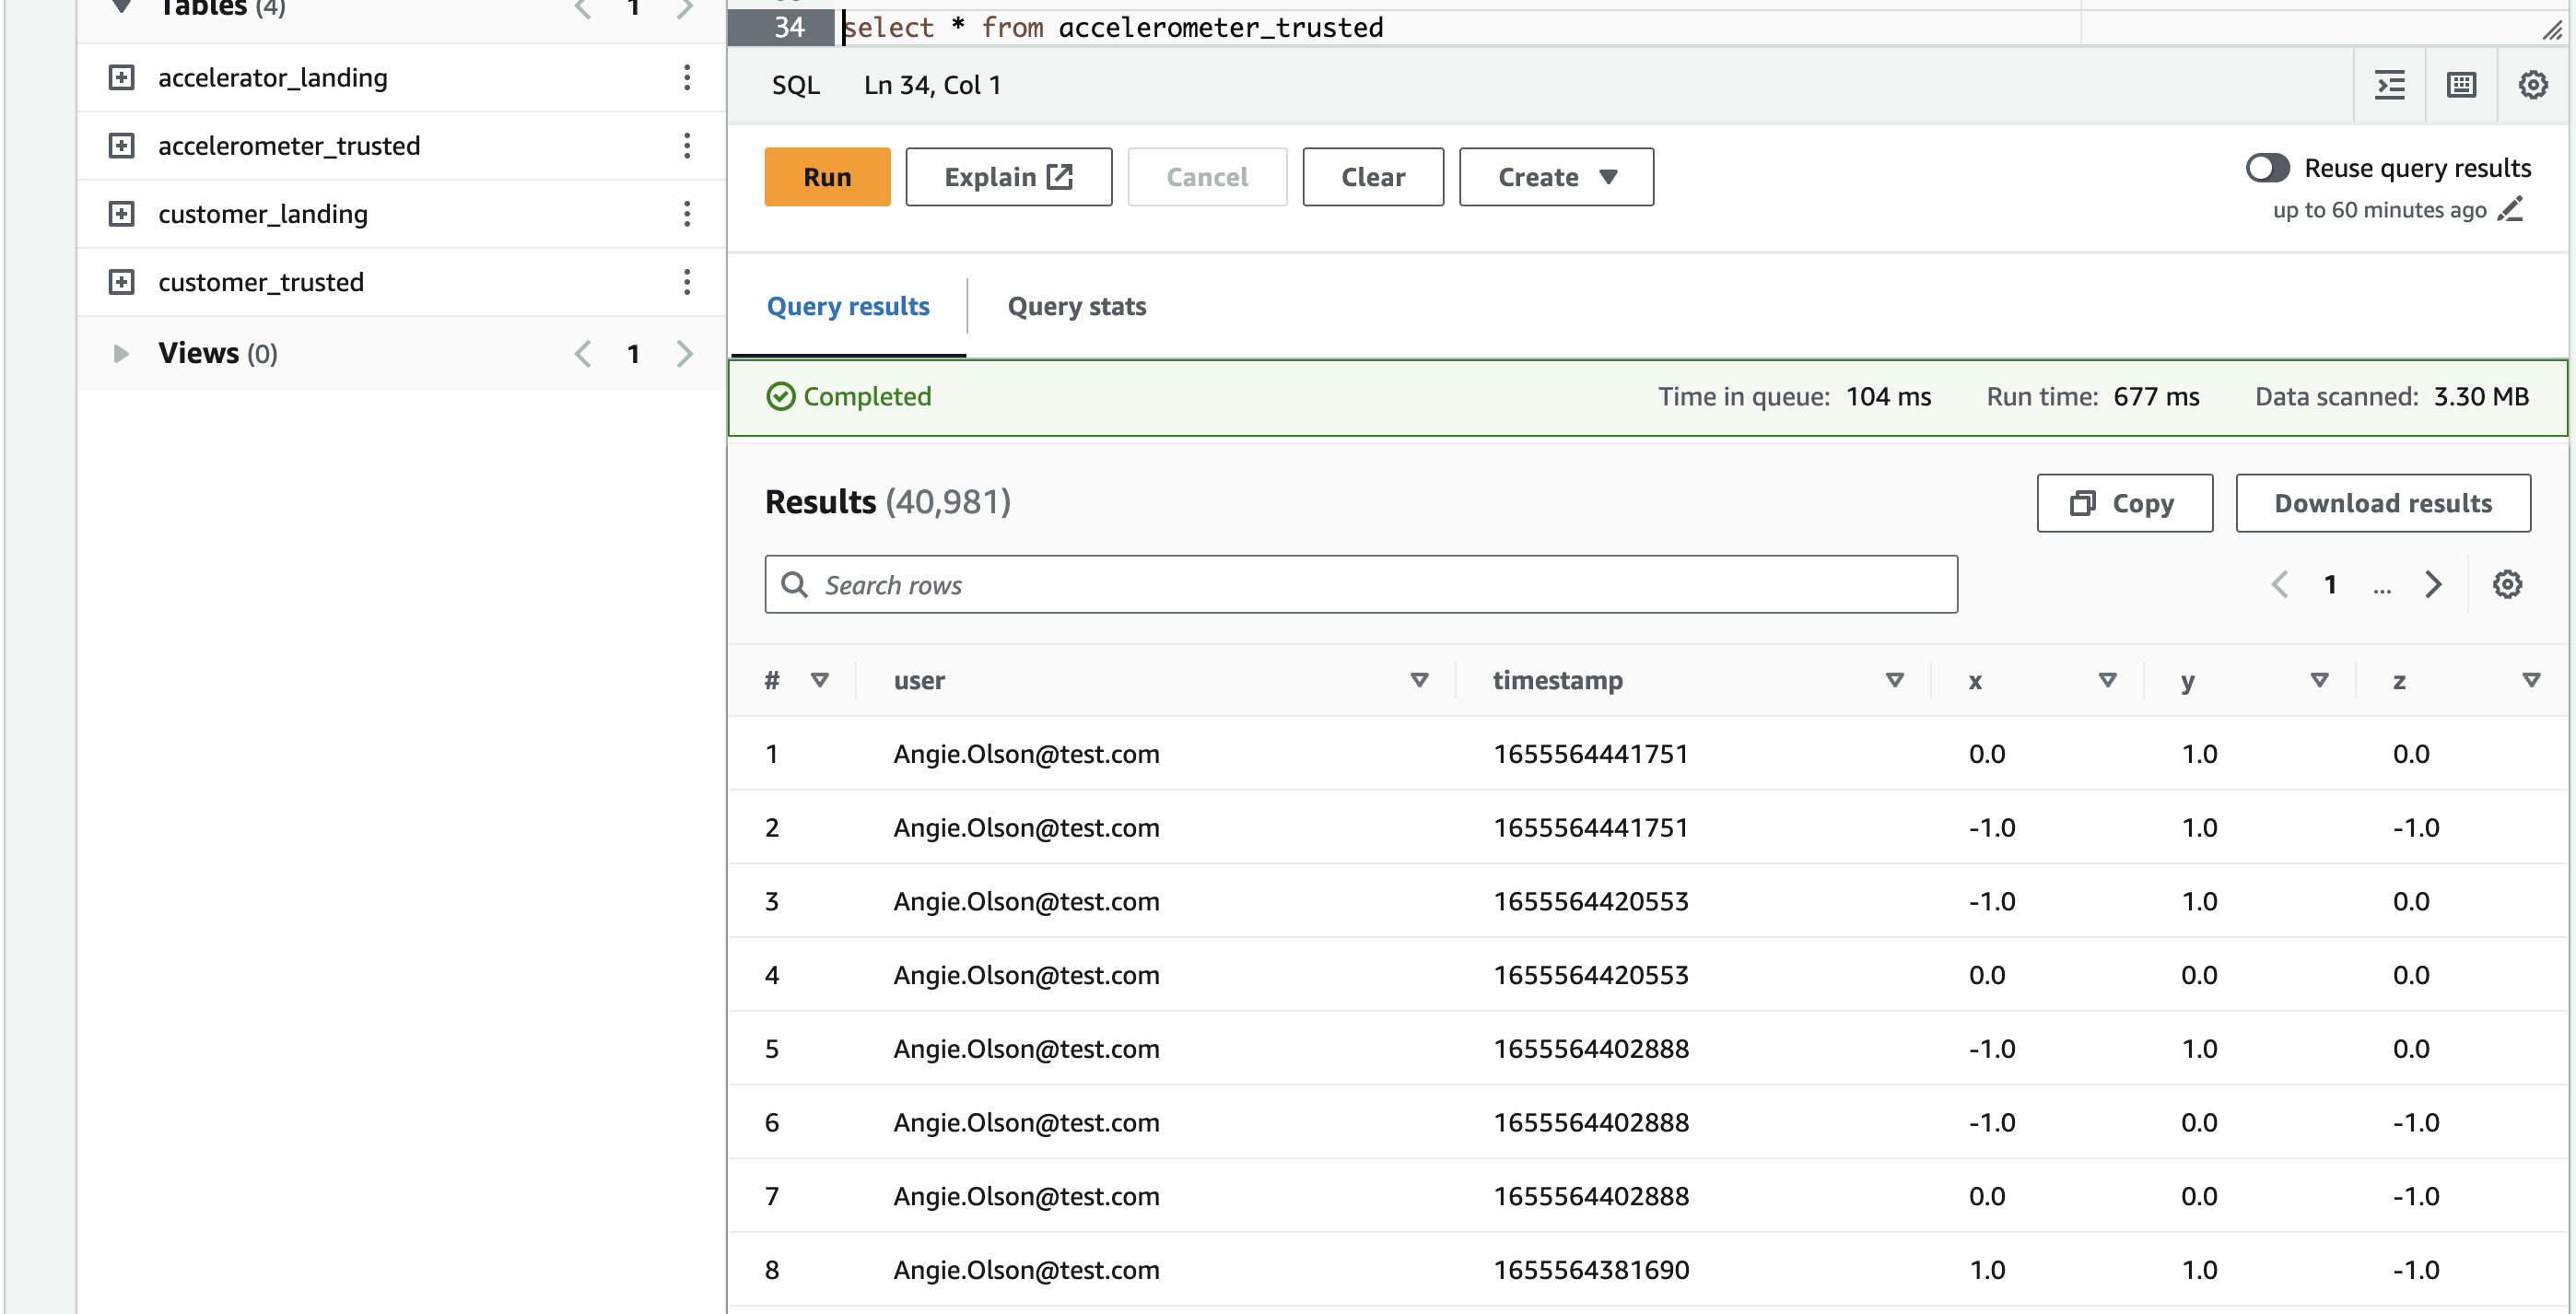 Tables (4) 1
accelerator_landing
accelerometer_trusted
customer_landing
customer_trusted
Views (0) 1
34 select * from accelerometer_trusted
SQL Ln 34, Col 1
Run Explain Cancel Clear Create
Reuse query results
up to 60 minutes ago
Query results Query stats
Completed Time in queue: 104 ms Run time: 677 ms Data scanned: 3.30 MB
Results (40,981) Copy Download results
Search rows 1 ...
# user timestamp x y z
1 Angie.Olson@test.com 1655564441751 0.0 1.0 0.0
2 Angie.Olson@test.com 1655564441751 -1.0 1.0 -1.0
3 Angie.Olson@test.com 1655564420553 -1.0 1.0 0.0
4 Angie.Olson@test.com 1655564420553 0.0 0.0 0.0
5 Angie.Olson@test.com 1655564402888 -1.0 1.0 0.0
6 Angie.Olson@test.com 1655564402888 -1.0 0.0 -1.0
7 Angie.Olson@test.com 1655564402888 0.0 0.0 -1.0
8 Angie.Olson@test.com 1655564381690 1.0 1.0 -1.0